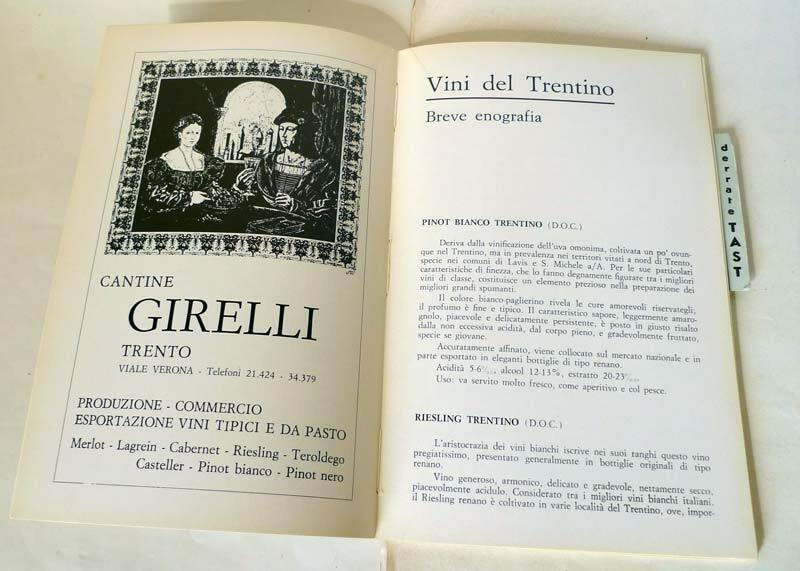 CANTINE
GIRELLI
TRENTO
VIALE VERONA - Telefoni 21.424 - 34.379
PRODUZIONE - COMMERCIO
ESPORTAZIONE VINI TIPICI E DA PASTO
Merlot - Lagrein - Cabernet - Riesling - Teroldego
Casteller - Pinot bianco - Pinot nero
Vini del Trentino
Breve enografia
PINOT BIANCO TRENTINO (D.O.C.)
Deriva dalla vinificazione dell'uva omonima, coltivata un po' ovun-
que nel Trentino, ma in prevalenza nei territori vitati a nord di Trento,
specie nei comuni di Lavis e S. Michele a/A. Per le sue particolari
caratteristiche di finezza, che lo fanno degnamente figurare tra i migliori
vini di classe, costituisce un elemento prezioso nella preparazione dei
migliori grandi spumanti.
Il colore bianco-paglierino rivela le cure amorevoli riservategli;
il profumo è fine e tipico. Il caratteristico sapore, leggermente amaro-
gnolo, piacevole e delicatamente persistente, è posto in giusto risalto
dalla non eccessiva acidità, dal corpo pieno, e gradevolmente fruttato,
specie se giovane.
Accuratamente affinato, viene collocato sul mercato nazionale e in
parte esportato in eleganti bottiglie di tipo renano.
Acidità 5-6‰, alcool 12-13%, estratto 20-23‰.
Uso: va servito molto fresco, come aperitivo e col pesce.
RIESLING TRENTINO (D.O.C.)
L'aristocrazia dei vini bianchi iscrive nei suoi ranghi questo vino
pregiatissimo, presentato generalmente in bottiglie originali di tipo
renano.
Vino generoso, armonico, delicato e gradevole, nettamente secco,
piacevolmente acidulo. Considerato tra i migliori vini bianchi italiani.
il Riesling renano è coltivato in varie località del Trentino, ove, impor-
derrate
TAST